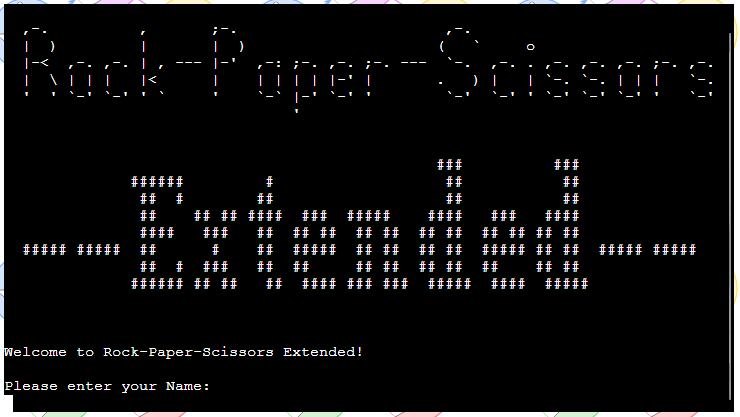 Rock-Paper-Scissors
--Extended--
Welcome to Rock-Paper-Scissors Extended!
Please enter your Name: